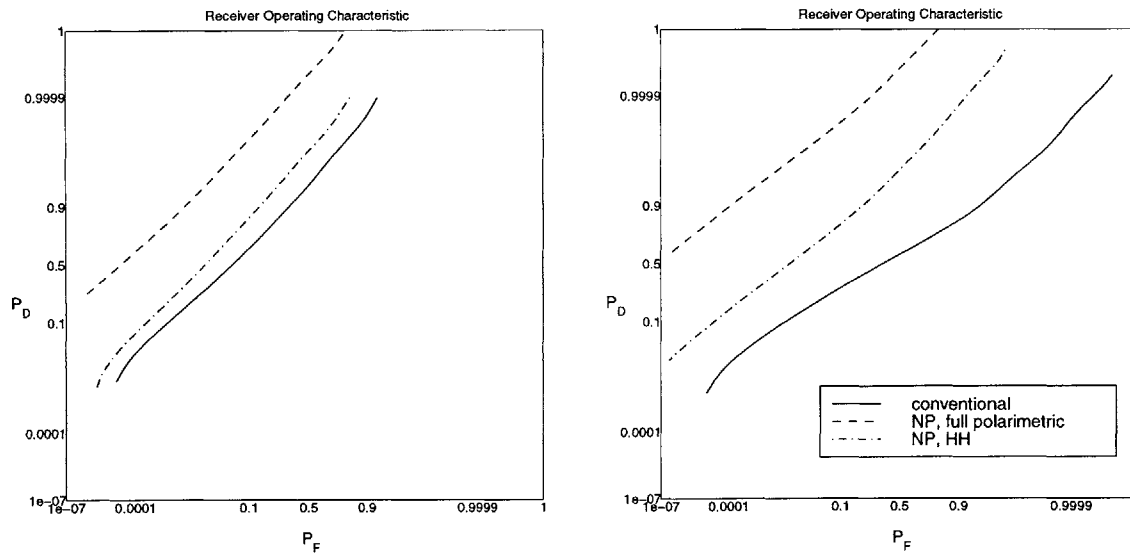 Receiver Operating Characteristic
1
0.9999
0.9
0.5
P_D
0.1
0.0001
1e-07
1e-07 0.0001 0.1 0.5 0.9 0.9999 1
P_F
Receiver Operating Characteristic
1
0.9999
0.9
0.5
P_D
0.1
0.0001
1e-07
1e-07 0.0001 0.1 0.5 0.9 0.9999
P_F
conventional
NP, full polarimetric
NP, HH